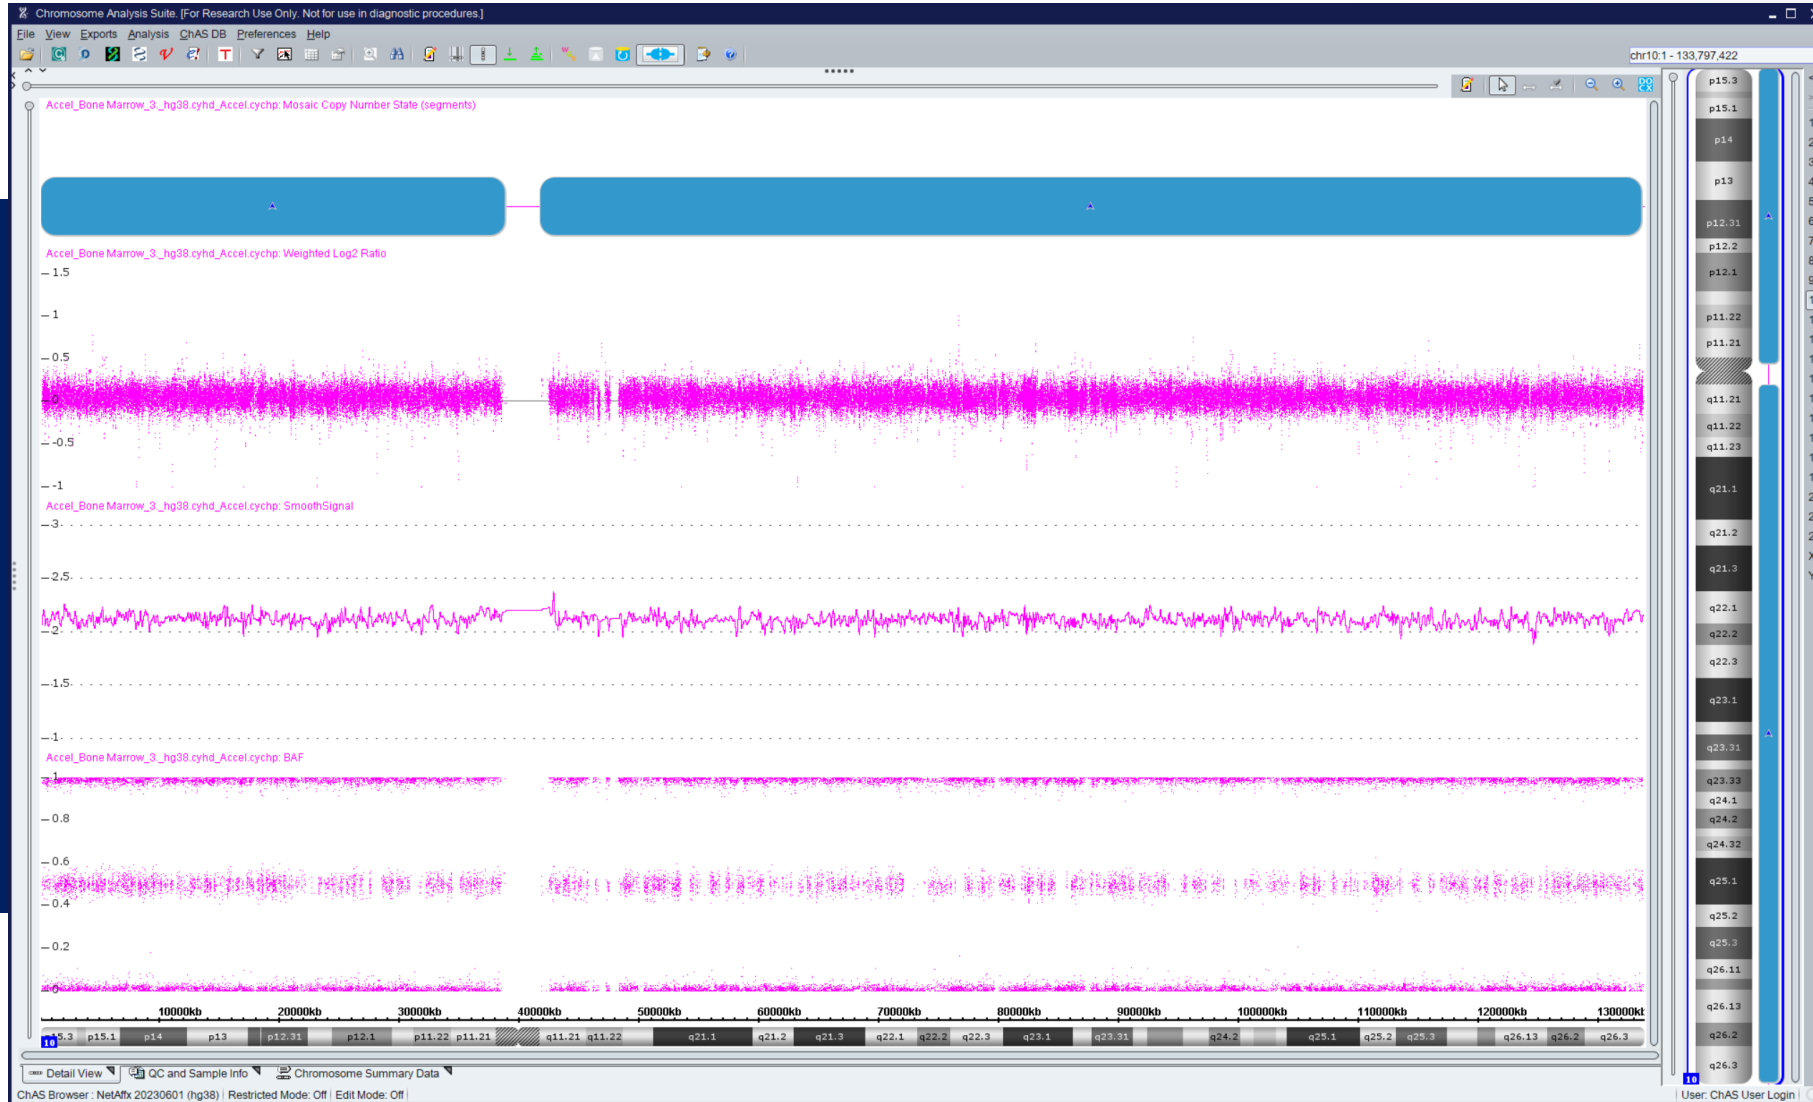 Chromosome Analysis Suite. [For Research Use Only. Not for use in diagnostic procedures.]
File View Exports Analysis ChAS DB Preferences Help
chr10:1 - 133,797,422
Accel_Bone Marrow_3._hg38.cyhd_Accel.cychp: Mosaic Copy Number State (segments)
Accel_Bone Marrow_3._hg38.cyhd_Accel.cychp: Weighted Log2 Ratio
1.5
1
0.5
0
-0.5
-1
Accel_Bone Marrow_3._hg38.cyhd_Accel.cychp: SmoothSignal
3
2.5
2
1.5
1
Accel_Bone Marrow_3._hg38.cyhd_Accel.cychp: BAF
1
0.8
0.6
0.4
0.2
0
10000kb 20000kb 30000kb 40000kb 50000kb 60000kb 70000kb 80000kb 90000kb 100000kb 110000kb 120000kb
10 p15.1 p14 p13 p12.31 p12.1 p11.22 p11.21 q11.21 q11.22 q21.1 q21.2 q21.3 q22.1 q22.2 q22.3 q23.1 q23.31 q24.2 q25.1 q25.2 q25.3 q26.13 q26.2 q26.3
p15.3
p15.1
p14
p13
p12.31
p12.2
p12.1
p11.22
p11.21
q11.21
q11.22
q11.23
q21.1
q21.2
q21.3
q22.1
q22.2
q22.3
q23.1
q23.31
q23.33
q24.1
q24.2
q24.32
q25.1
q25.2
q25.3
q26.11
q26.13
q26.2
q26.3
10
Detail View QC and Sample Info Chromosome Summary Data
ChAS Browser : NetAffx 20230601 (hg38) Restricted Mode: Off Edit Mode: Off
User: ChAS User Login